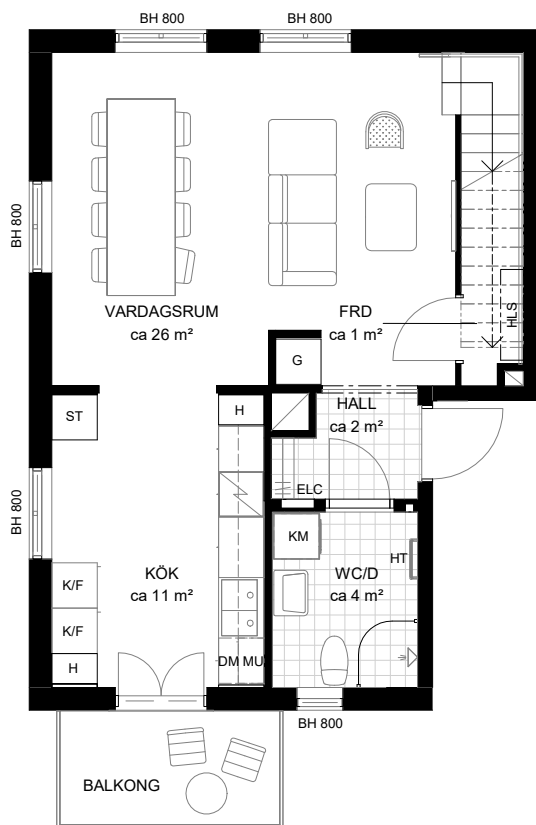 BH 800
BH 800
BH 800
VARDAGSRUM
ca 26 m²
FRD
ca 1 m²
HLS
G
ST
H
HALL
ca 2 m²
ELC
BH 800
KM
HT
WC/D
ca 4 m²
KÖK
ca 11 m²
K/F
K/F
H
DM MU
BH 800
BALKONG